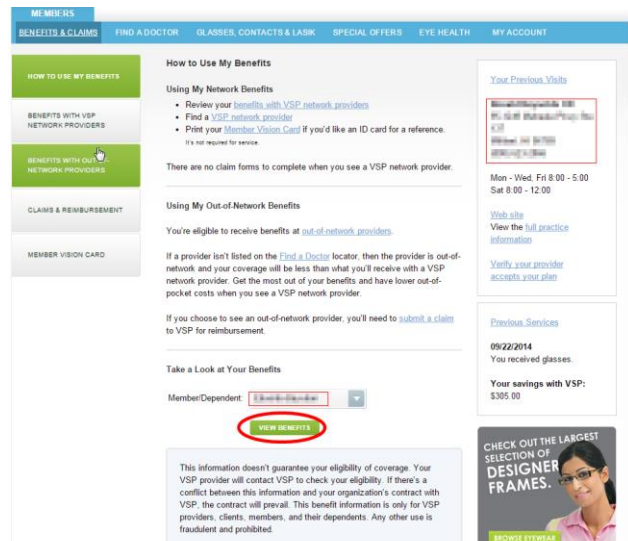 MEMBERS
BENEFITS & CLAIMS FIND A DOCTOR GLASSES, CONTACTS & LASIK SPECIAL OFFERS EYE HEALTH MY ACCOUNT
HOW TO USE MY BENEFITS
BENEFITS WITH VSP
NETWORK PROVIDERS
BENEFITS WITH
NETWORK PROVIDERS
CLAIMS & REIMBURSEMENT
MEMBER VISION CARD
How to Use My Benefits
Using My Network Benefits
• Review your benefits with VSP network providers
• Find a VSP network provider
• Print your Member Vision Card if you'd like an ID card for a reference.
It's not required for service.
There are no claim forms to complete when you see a VSP network provider.
Using My Out-of-Network Benefits
You're eligible to receive benefits at out-of-network providers.
If a provider isn't listed on the Find a Doctor locator, then the provider is out-of-
network and your coverage will be less than what you'll receive with a VSP
network provider. Get the most out of your benefits and have lower out-of-
pocket costs when you see a VSP network provider.
If you choose to see an out-of-network provider, you'll need to submit a claim
to VSP for reimbursement.
Take a Look at Your Benefits
Member/Dependent:
VIEW BENEFITS
This information doesn't guarantee your eligibility of coverage. Your
VSP provider will contact VSP to check your eligibility. If there's a
conflict between this information and your organization's contract with
VSP, the contract will prevail. This benefit information is only for VSP
providers, clients, members, and their dependents. Any other use is
fraudulent and prohibited.
Your Previous Visits
Mon - Wed, Fri 8:00 - 5:00
Sat 8:00 - 12:00
Web site
View the full practice
information
Verify your provider
accepts your plan
Previous Services
09/22/2014
You received glasses.
Your savings with VSP:
$305.00
CHECK OUT THE LARGEST
SELECTION OF
DESIGNER
FRAMES.
BROWSE EYEWEAR